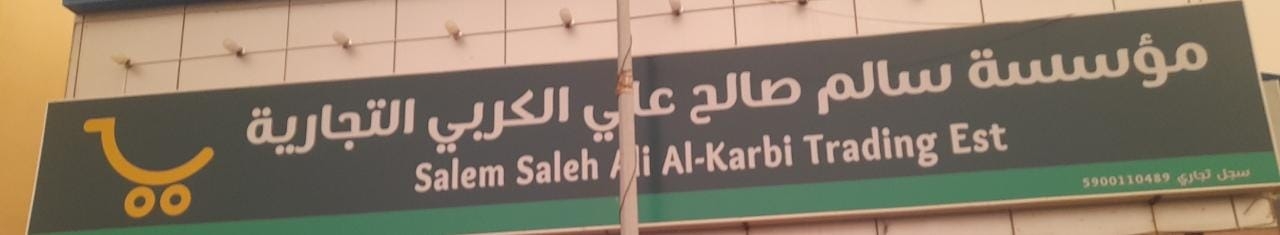 مؤسسة سالم صالح علي الكربي التجارية
Salem Saleh Ali Al-Karbi Trading Est
سجل تجاري 5900110489